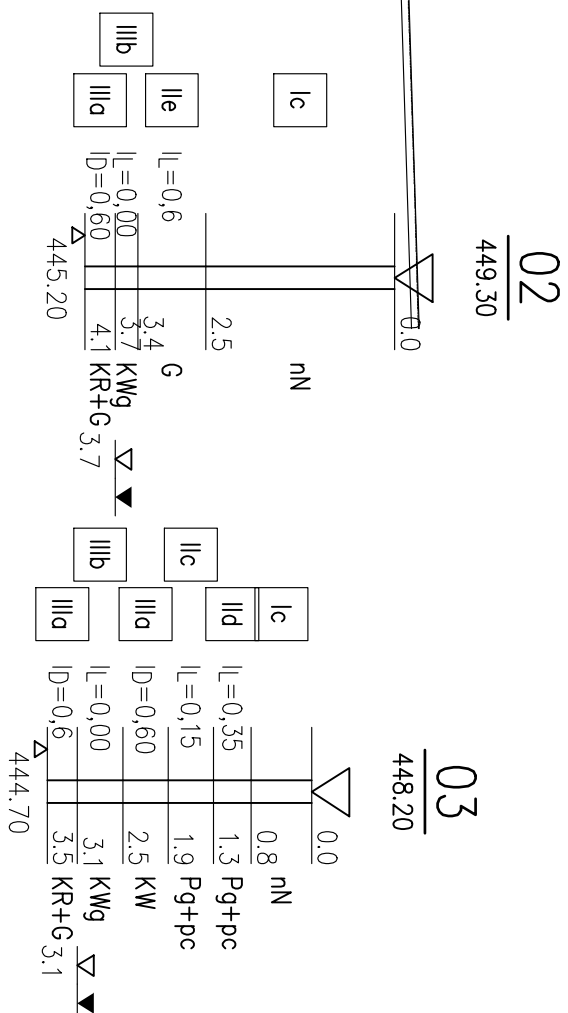 02
449.30
0.0
nN
Ic
2.5
G
IL=0,6
IIe
3.4
KWg
IL=0,00
IIIb
3.7
KR+G
ID=0,60
IIIa
4.1
3.7
445.20
03
448.20
0.0
nN
Ic
0.8
Pg+pc
IL=0,35
IId
1.3
Pg+pc
IL=0,15
IIc
1.9
KW
ID=0,60
IIIa
2.5
KWg
IL=0,00
IIIb
3.1
KR+G
ID=0,6
IIIa
3.5
3.1
444.70